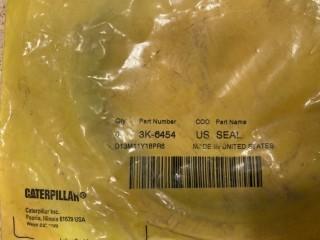 Qty Part Number COO Part Name
3K-6454 US SEAL
MADE IN UNITED STATES
CATERPILLAR®
Caterpillar Inc.
Peoria, Illinois 61629 USA